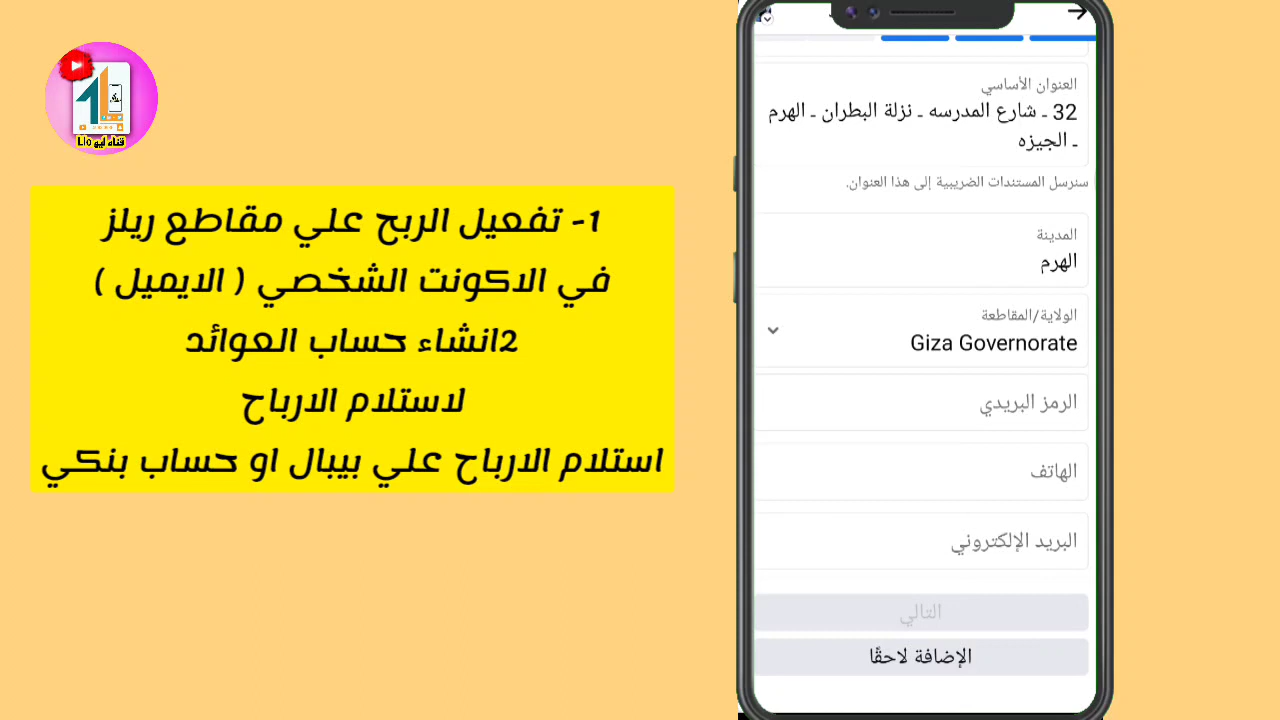 قناه ليو Llo
1- تفعيل الربح علي مقاطع ريلز
في الاكونت الشخصي ( الايميل )
2انشاء حساب العوائد
لاستلام الارباح
استلام الارباح علي بيبال او حساب بنكي
العنوان الأساسي
32 ـ شارع المدرسه ـ نزلة البطران ـ الهرم
ـ الجيزه
سنرسل المستندات الضريبية إلى هذا العنوان.
المدينة
الهرم
الولاية/المقاطعة
Giza Governorate
الرمز البريدي
الهاتف
البريد الإلكتروني
التالي
الإضافة لاحقًا